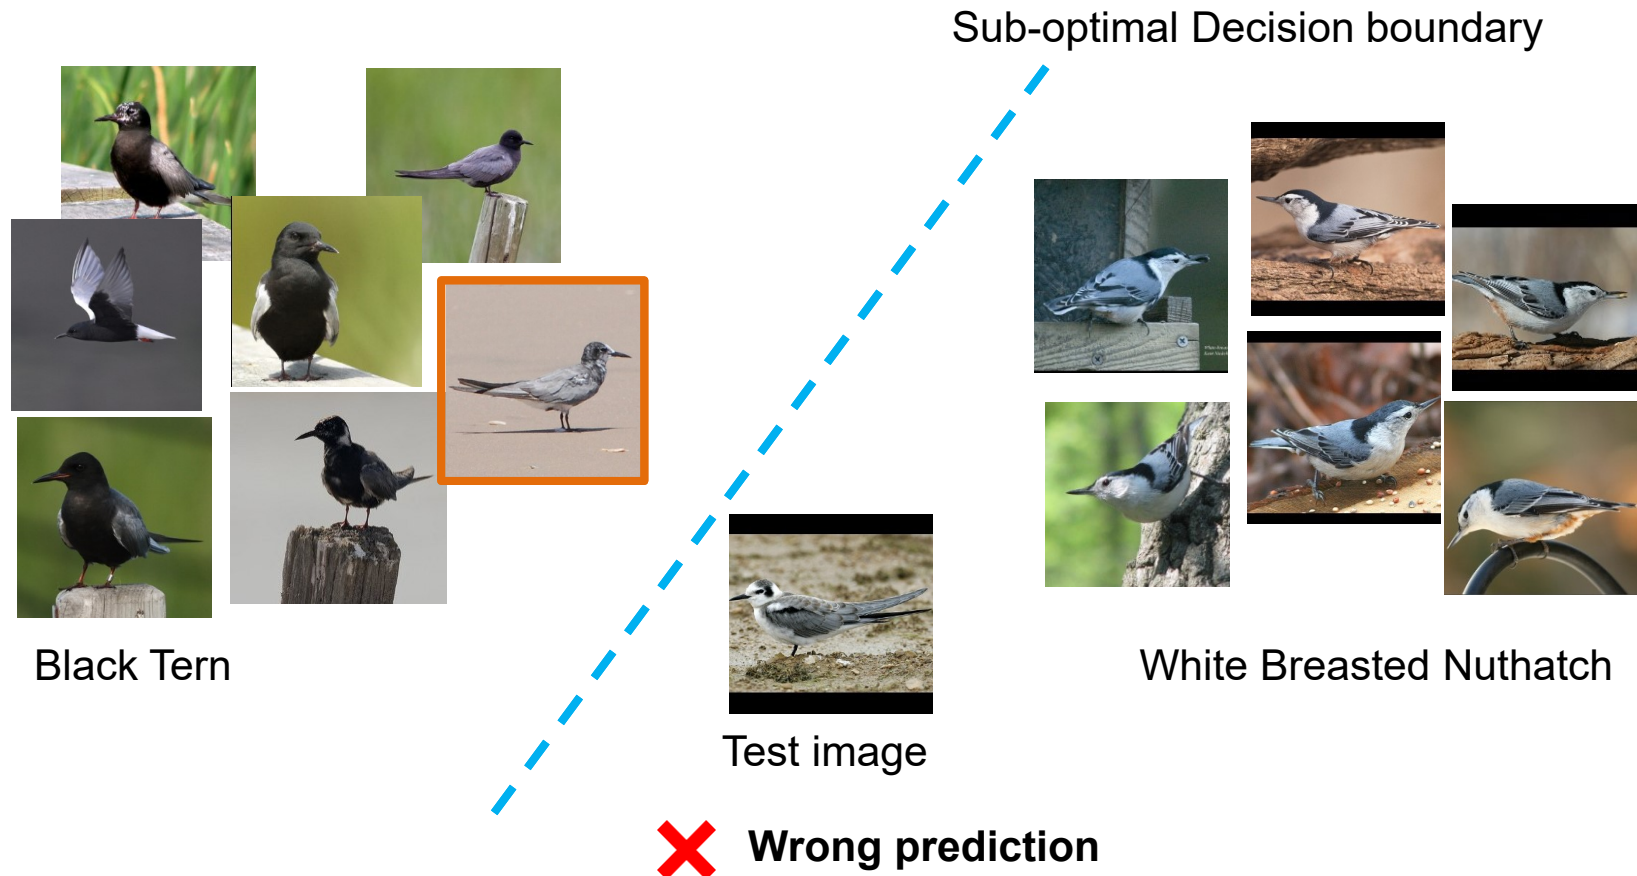 Sub-optimal Decision boundary
Black Tern
White Breasted Nuthatch
Test image
Wrong prediction